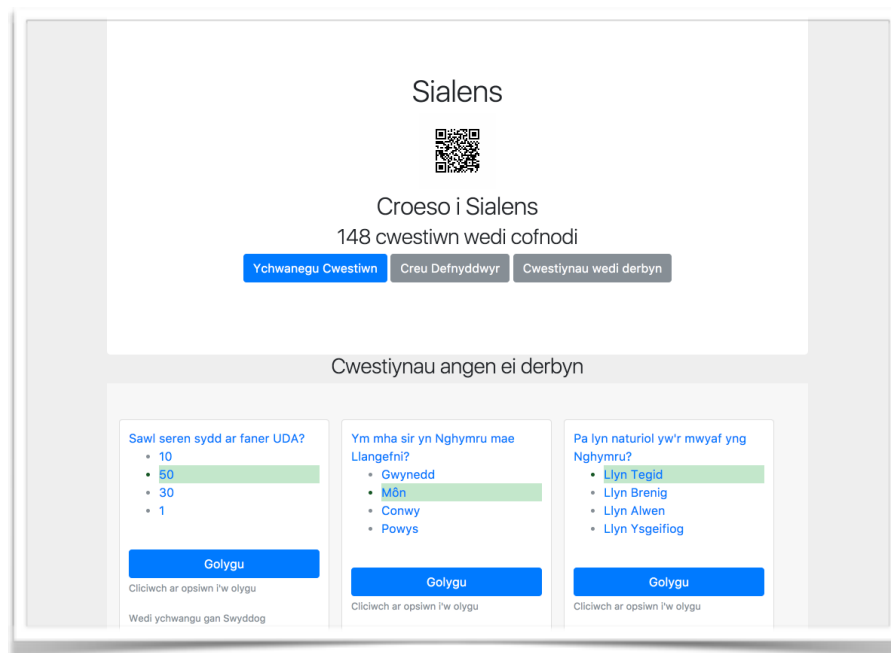 Sialens
Croeso i Sialens
148 cwestiwn wedi cofnodi
Ychwanegu Cwestiwn
Creu Defnyddwyr
Cwestiynau wedi derbyn
Cwestiynau angen ei derbyn
Sawl seren sydd ar faner UDA?
10
50
30
1
Golygu
Cliciwch ar opsiwn i'w olygu
Wedi ychwangu gan Swyddog
Ym mha sir yn Nghymru mae
Llangefni?
Gwynedd
Môn
Conwy
Powys
Golygu
Cliciwch ar opsiwn i'w olygu
Pa lyn naturiol yw'r mwyaf yng
Nghymru?
Llyn Tegid
Llyn Brenig
Llyn Alwen
Llyn Ysgeifiog
Golygu
Cliciwch ar opsiwn i'w olygu